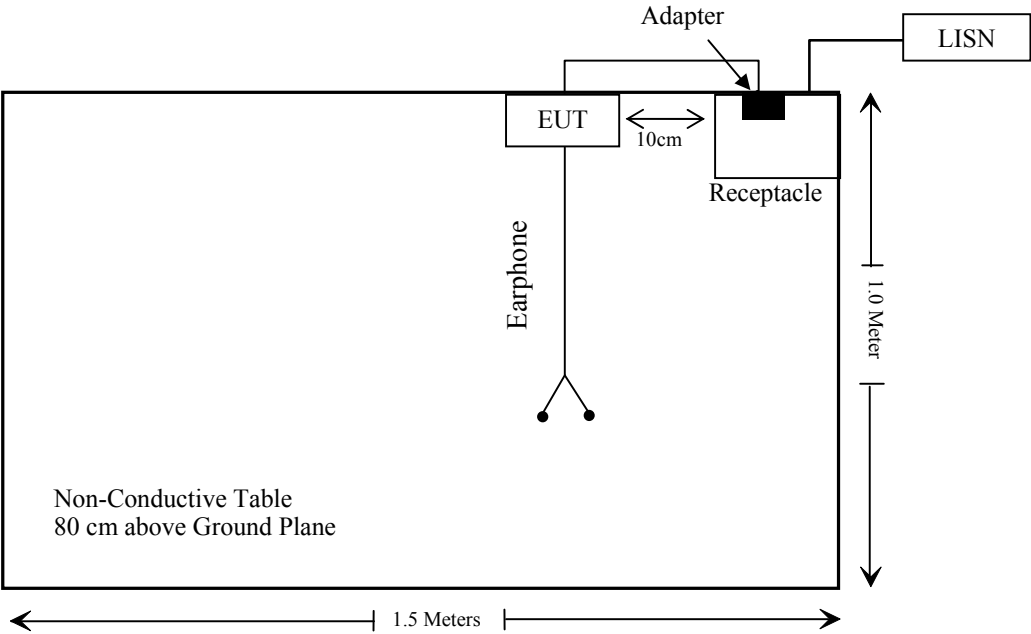 Adapter
LISN
EUT
10cm
Receptacle
Earphone
1.0 Meter
Non-Conductive Table
80 cm above Ground Plane
1.5 Meters